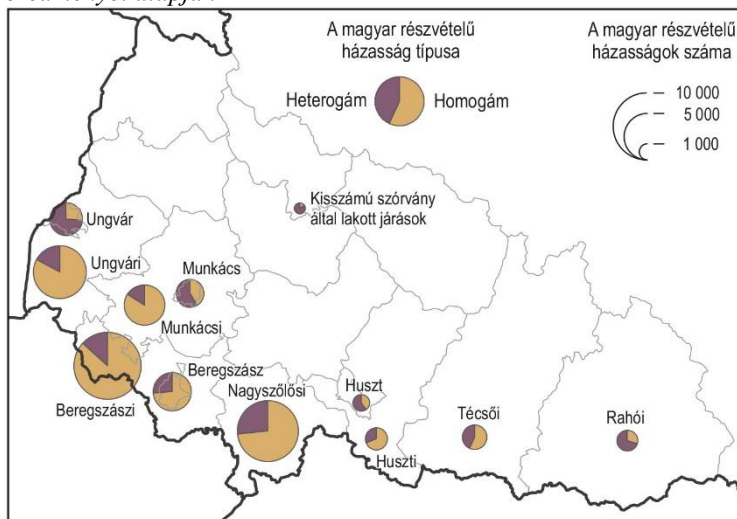 A magyar részvételű
házasság típusa
Heterogám
Homogám
A magyar részvételű
házasságok száma
10 000
5 000
1 000
Kisszámú szórvány
által lakott járások
Ungvár
Ungvári
Munkács
Munkácsi
Beregszász
Beregszászi
Nagyszőlősi
Huszt
Huszti
Técsői
Rahói